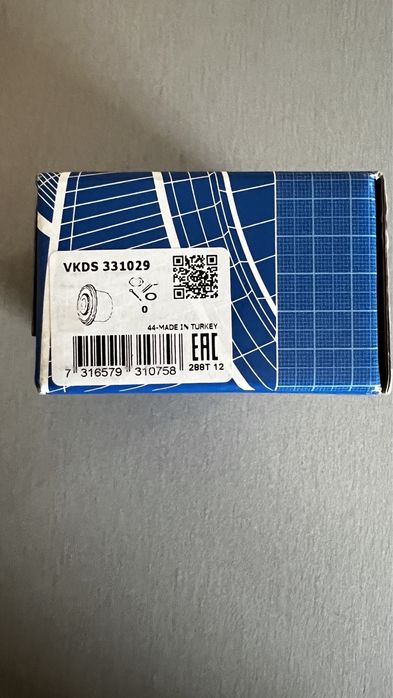 VKDS 331029
0
44-MADE IN TURKEY
EAC
7 316579 310758
288T 12